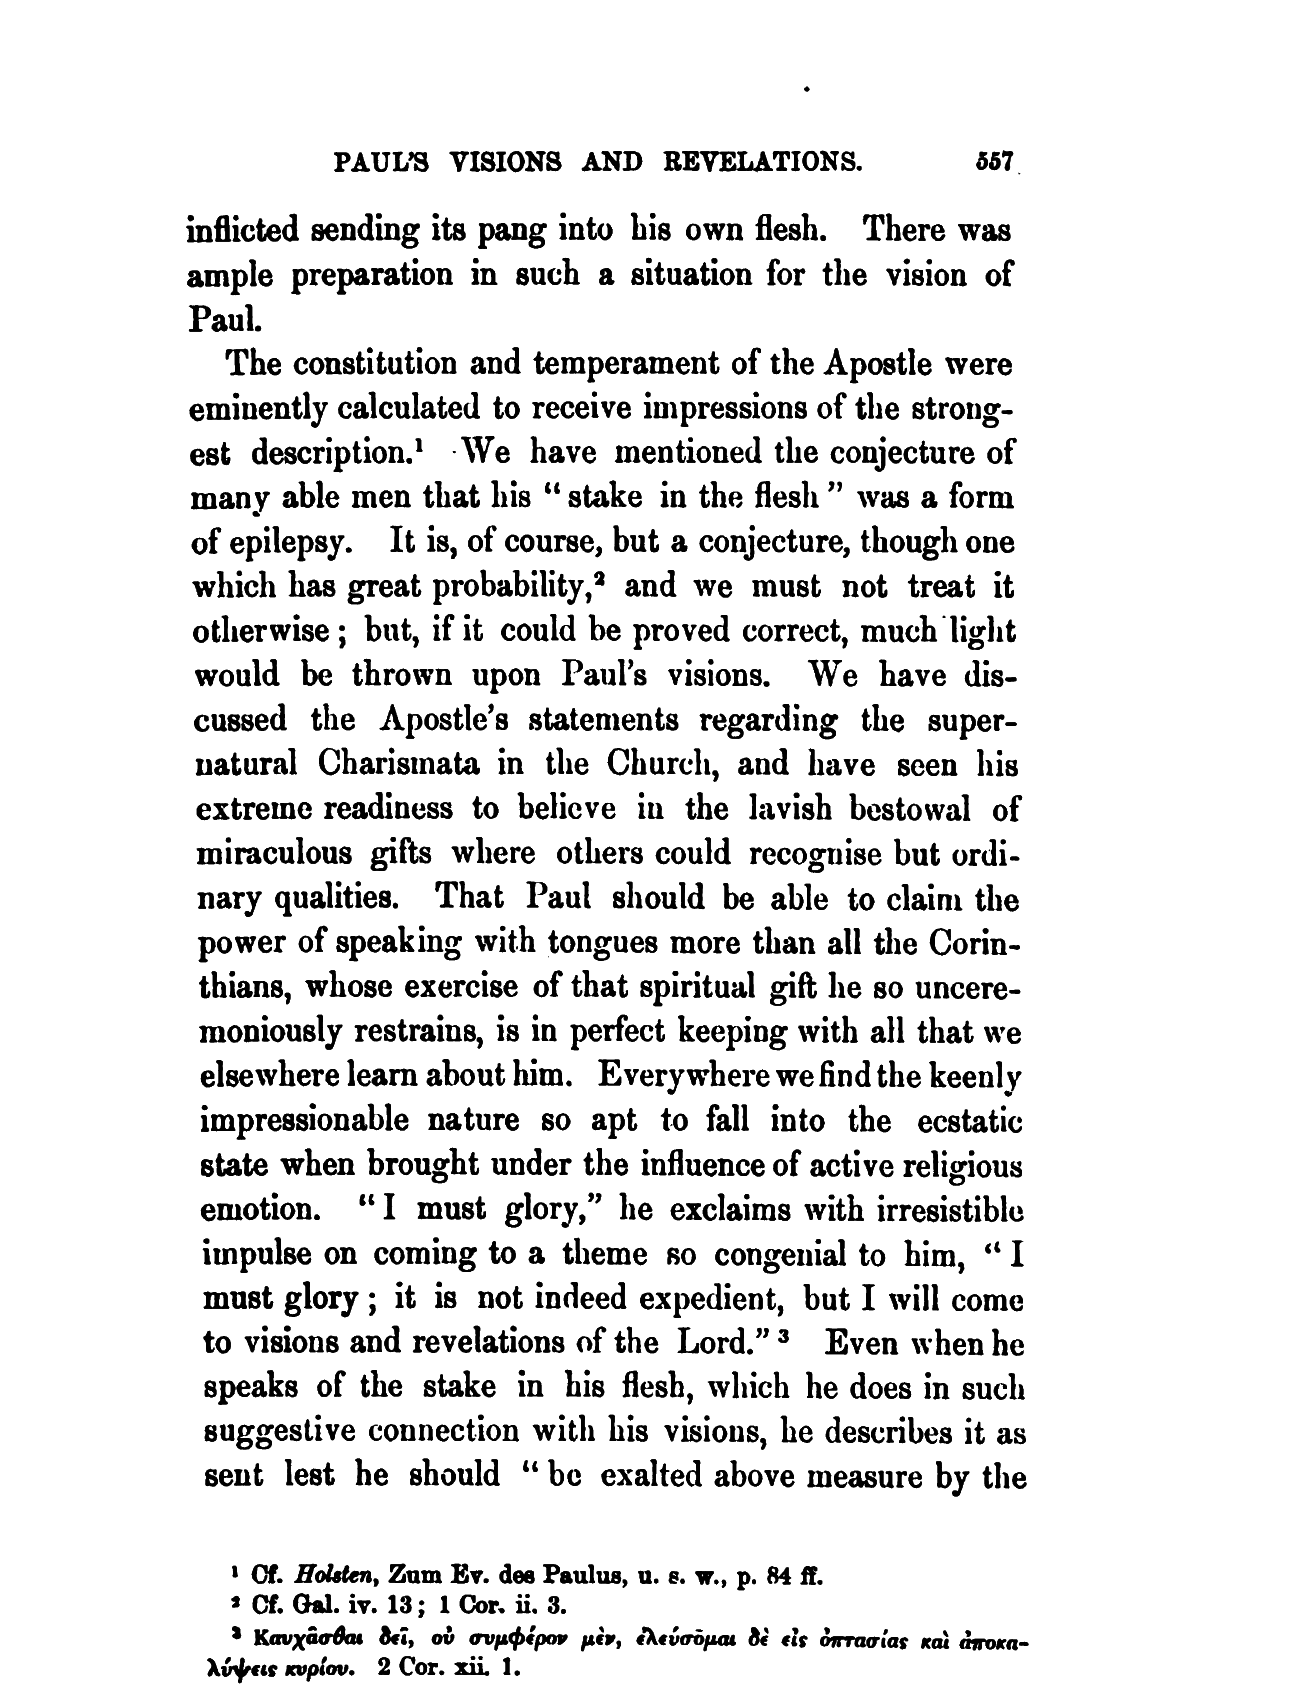 PAUL'S VISIONS AND REVELATIONS. 557
inflicted sending its pang into his own flesh. There was
ample preparation in such a situation for the vision of
Paul.
The constitution and temperament of the Apostle were
eminently calculated to receive impressions of the strong-
est description.¹ We have mentioned the conjecture of
many able men that his “stake in the flesh” was a form
of epilepsy. It is, of course, but a conjecture, though one
which has great probability,² and we must not treat it
otherwise; but, if it could be proved correct, much light
would be thrown upon Paul's visions. We have dis-
cussed the Apostle's statements regarding the super-
natural Charismata in the Church, and have seen his
extreme readiness to believe in the lavish bestowal of
miraculous gifts where others could recognise but ordi-
nary qualities. That Paul should be able to claim the
power of speaking with tongues more than all the Corin-
thians, whose exercise of that spiritual gift he so uncere-
moniously restrains, is in perfect keeping with all that we
elsewhere learn about him. Everywhere we find the keenly
impressionable nature so apt to fall into the ecstatic
state when brought under the influence of active religious
emotion. “I must glory,” he exclaims with irresistible
impulse on coming to a theme so congenial to him, “I
must glory; it is not indeed expedient, but I will come
to visions and revelations of the Lord.”³ Even when he
speaks of the stake in his flesh, which he does in such
suggestive connection with his visions, he describes it as
sent lest he should “be exalted above measure by the
¹ Cf. Holsten, Zum Ev. des Paulus, u. s. w., p. 84 ff.
² Cf. Gal. iv. 13; 1 Cor. ii. 3.
³ Καυχᾶσθαι δεῖ, οὐ συμφέρον μὲν, ἐλεύσομαι δὲ εἰς ὀπτασίας καὶ ἀποκα-
λύψεις κυρίου. 2 Cor. xii. 1.